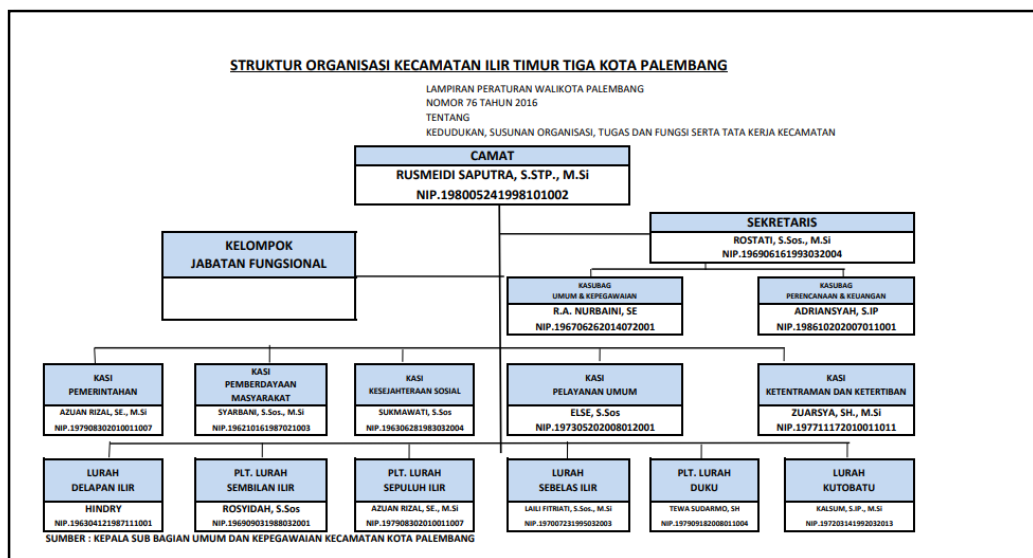 STRUKTUR ORGANISASI KECAMATAN ILIR TIMUR TIGA KOTA PALEMBANG
LAMPIRAN PERATURAN WALIKOTA PALEMBANG
NOMOR 76 TAHUN 2016
TENTANG
KEDUDUKAN, SUSUNAN ORGANISASI, TUGAS DAN FUNGSI SERTA TATA KERJA KECAMATAN
CAMAT
RUSMEIDI SAPUTRA, S.STP., M.Si
NIP.198005241998101002
SEKRETARIS
ROSTATI, S.Sos., M.Si
NIP.196906161993032004
KELOMPOK
JABATAN FUNGSIONAL
KASUBAG
UMUM & KEPEGAWAIAN
R.A. NURBAINI, SE
NIP.196706262014072001
KASUBAG
PERENCANAAN & KEUANGAN
ADRIANSYAH, S.IP
NIP.198610202007011001
KASI
PEMERINTAHAN
AZUAN RIZAL, SE., M.Si
NIP.197908302010011007
KASI
PEMBERDAYAAN
MASYARAKAT
SYARBANI, S.Sos., M.Si
NIP.196210161987021003
KASI
KESEJAHTERAAN SOSIAL
SUKMAWATI, S.Sos
NIP.196306281983032004
KASI
PELAYANAN UMUM
ELSE, S.Sos
NIP.197305202008012001
KASI
KETENTRAMAN DAN KETERTIBAN
ZUARSYA, SH., M.Si
NIP.197711172010011011
LURAH
DELAPAN ILIR
HINDRY
NIP.196304121987111001
PLT. LURAH
SEMBILAN ILIR
ROSYIDAH, S.Sos
NIP.196909031988032001
PLT. LURAH
SEPULUH ILIR
AZUAN RIZAL, SE., M.Si
NIP.197908302010011007
LURAH
SEBELAS ILIR
LAILI FITRIATI, S.Sos., M.Si
NIP.197007231995032003
PLT. LURAH
DUKU
TEWA SUDARMO, SH
NIP.197909182008011004
LURAH
KUTOBATU
KALSUM, S.IP., M.Si
NIP.197203141992032013
SUMBER : KEPALA SUB BAGIAN UMUM DAN KEPEGAWAIAN KECAMATAN KOTA PALEMBANG